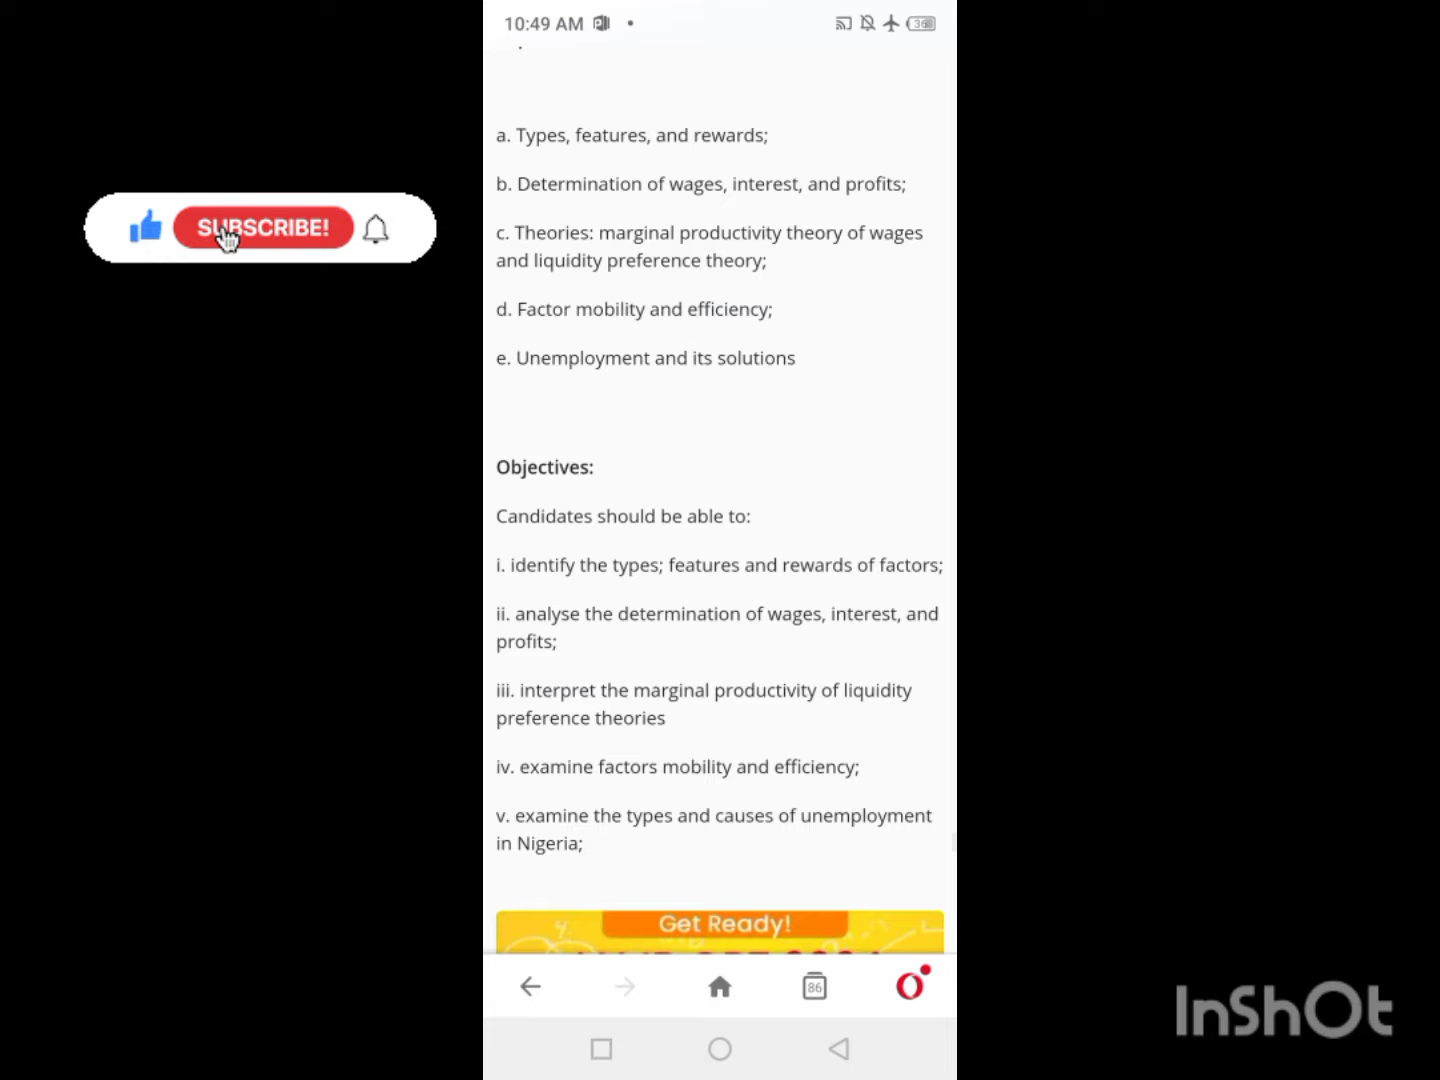 10:49 AM
36
a. Types, features, and rewards;
b. Determination of wages, interest, and profits;
SUBSCRIBE!
c. Theories: marginal productivity theory of wages
and liquidity preference theory;
d. Factor mobility and efficiency;
e. Unemployment and its solutions
Objectives:
Candidates should be able to:
i. identify the types; features and rewards of factors;
ii. analyse the determination of wages, interest, and
profits;
iii. interpret the marginal productivity of liquidity
preference theories
iv. examine factors mobility and efficiency;
v. examine the types and causes of unemployment
in Nigeria;
Get Ready!
86
InShOt